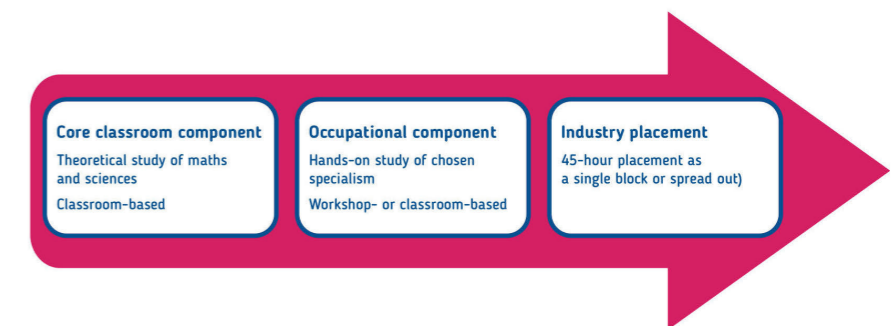 Core classroom component
Theoretical study of maths
and sciences
Classroom-based
Occupational component
Hands-on study of chosen
specialism
Workshop- or classroom-based
Industry placement
45-hour placement as
a single block or spread out)